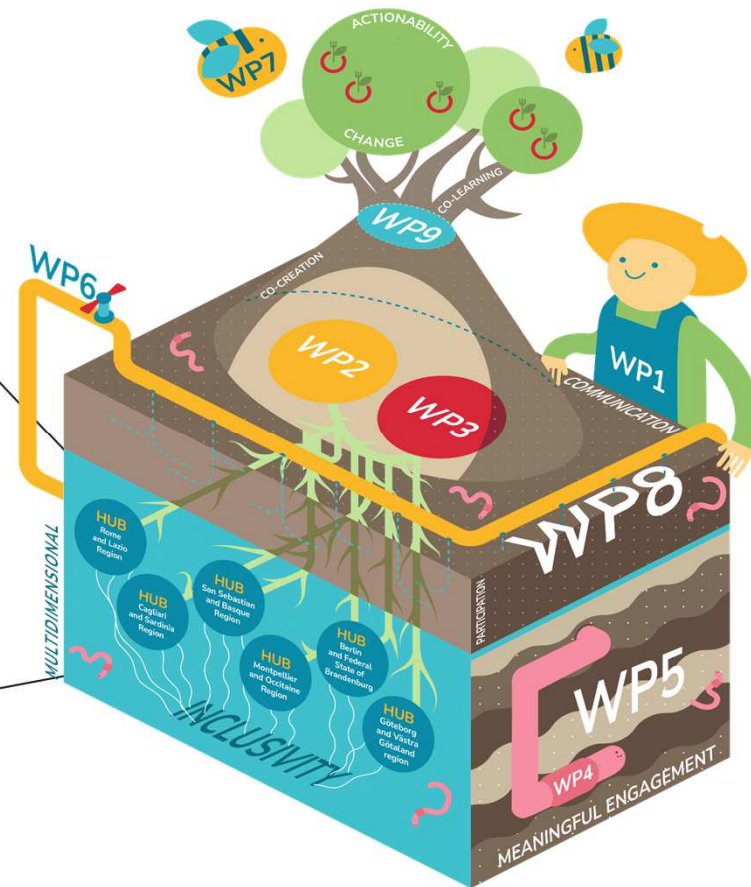 ACTIONABILITY
WP7
CHANGE
CO-LEARNING
WP9
WP6
CO-CREATION
WP2
WP3
WP1
COMMUNICATION
WP8
PARTICIPATION
MULTIDIMENSIONAL
HUB
Rome
and Lazio
Region
HUB
Cagliari
and Sardinia
Region
HUB
San Sebastian
and Basque
Region
HUB
Montpellier
and Occitaine
Region
HUB
Berlin
and Federal
State of
Brandenburg
HUB
Göteborg
and Västra
Götaland
region
INCLUSIVITY
WP5
WP4
MEANINGFUL ENGAGEMENT